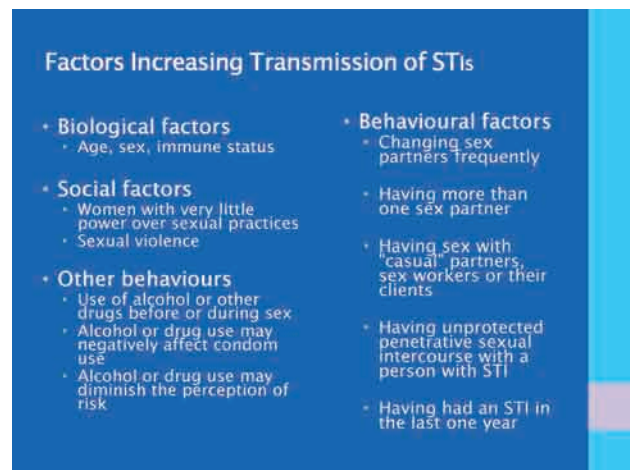 Factors Increasing Transmission of STIs
• Biological factors
• Age, sex, immune status
• Social factors
• Women with very little
power over sexual practices
• Sexual violence
• Other behaviours
• Use of alcohol or other
drugs before or during sex
• Alcohol or drug use may
negatively affect condom
use
• Alcohol or drug use may
diminish the perception of
risk
• Behavioural factors
• Changing sex
partners frequently
• Having more than
one sex partner
• Having sex with
"casual" partners,
sex workers or their
clients
• Having unprotected
penetrative sexual
intercourse with a
person with STI
• Having had an STI in
the last one year